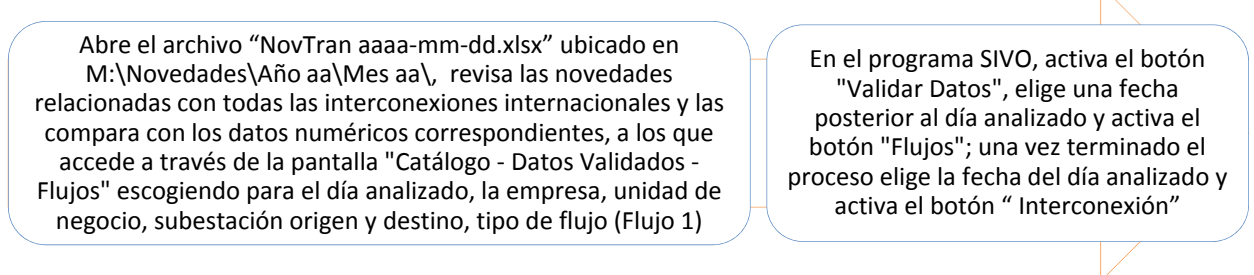 Abre el archivo “NovTran aaaa-mm-dd.xlsx” ubicado en
M:\Novedades\Año aa\Mes aa\, revisa las novedades
relacionadas con todas las interconexiones internacionales y las
compara con los datos numéricos correspondientes, a los que
accede a través de la pantalla "Catálogo - Datos Validados -
Flujos" escogiendo para el día analizado, la empresa, unidad de
negocio, subestación origen y destino, tipo de flujo (Flujo 1)
En el programa SIVO, activa el botón
"Validar Datos", elige una fecha
posterior al día analizado y activa el
botón "Flujos"; una vez terminado el
proceso elige la fecha del día analizado y
activa el botón “ Interconexión”